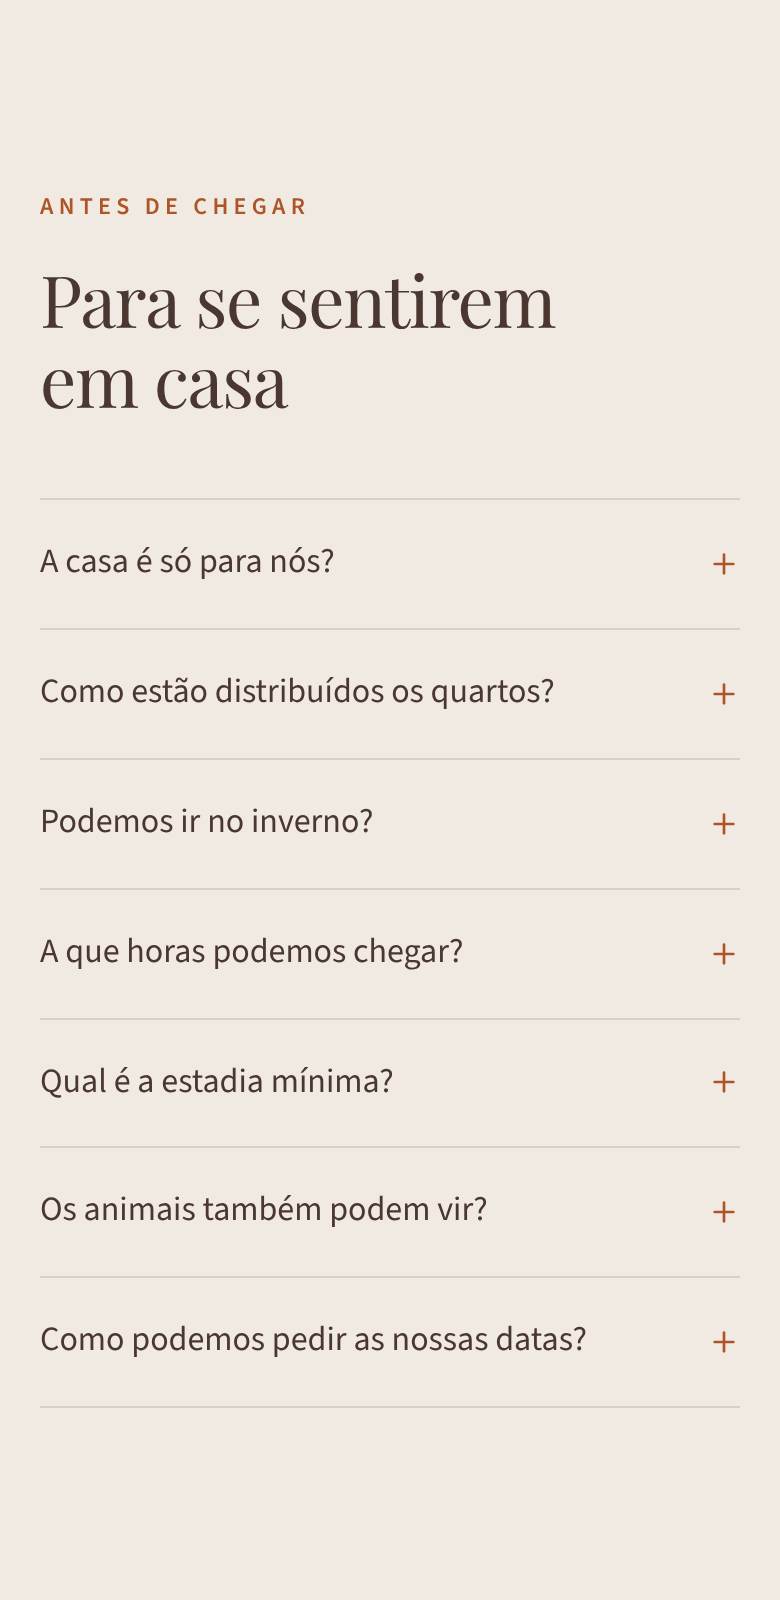 ANTES DE CHEGAR
Para se sentirem
em casa
A casa é só para nós?
Como estão distribuídos os quartos?
Podemos ir no inverno?
A que horas podemos chegar?
Qual é a estadia mínima?
Os animais também podem vir?
Como podemos pedir as nossas datas?